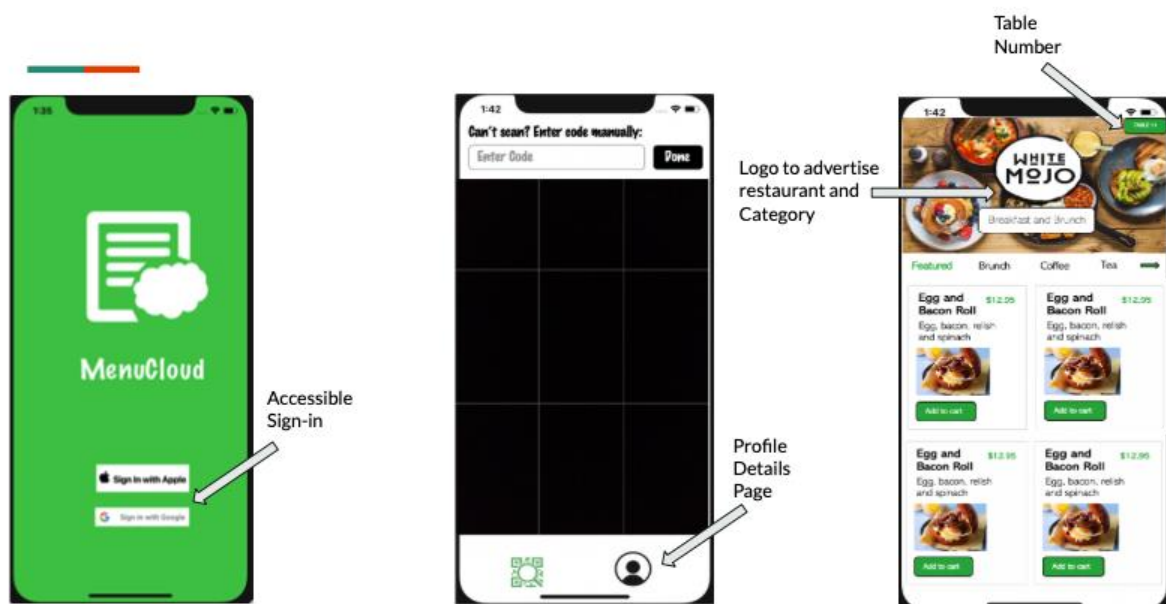 Table
Number
1:35
MenuCloud
Accessible
Sign-in
Sign in with Apple
Sign in with Google
1:42
Can't scan? Enter code manually:
Enter Code
Done
Profile
Details
Page
Logo to advertise
restaurant and
Category
1:42
TABLE
WHITE
MOJO
Breakfast and Brunch
Featured Brunch Coffee Tea
Egg and $12.95
Bacon Roll
Egg, bacon, relish
and spinach
Add to cart
Egg and $12.95
Bacon Roll
Egg, bacon, relish
and spinach
Add to cart
Egg and $12.95
Bacon Roll
Egg, bacon, relish
and spinach
Add to cart
Egg and $12.95
Bacon Roll
Egg, bacon, relish
and spinach
Add to cart